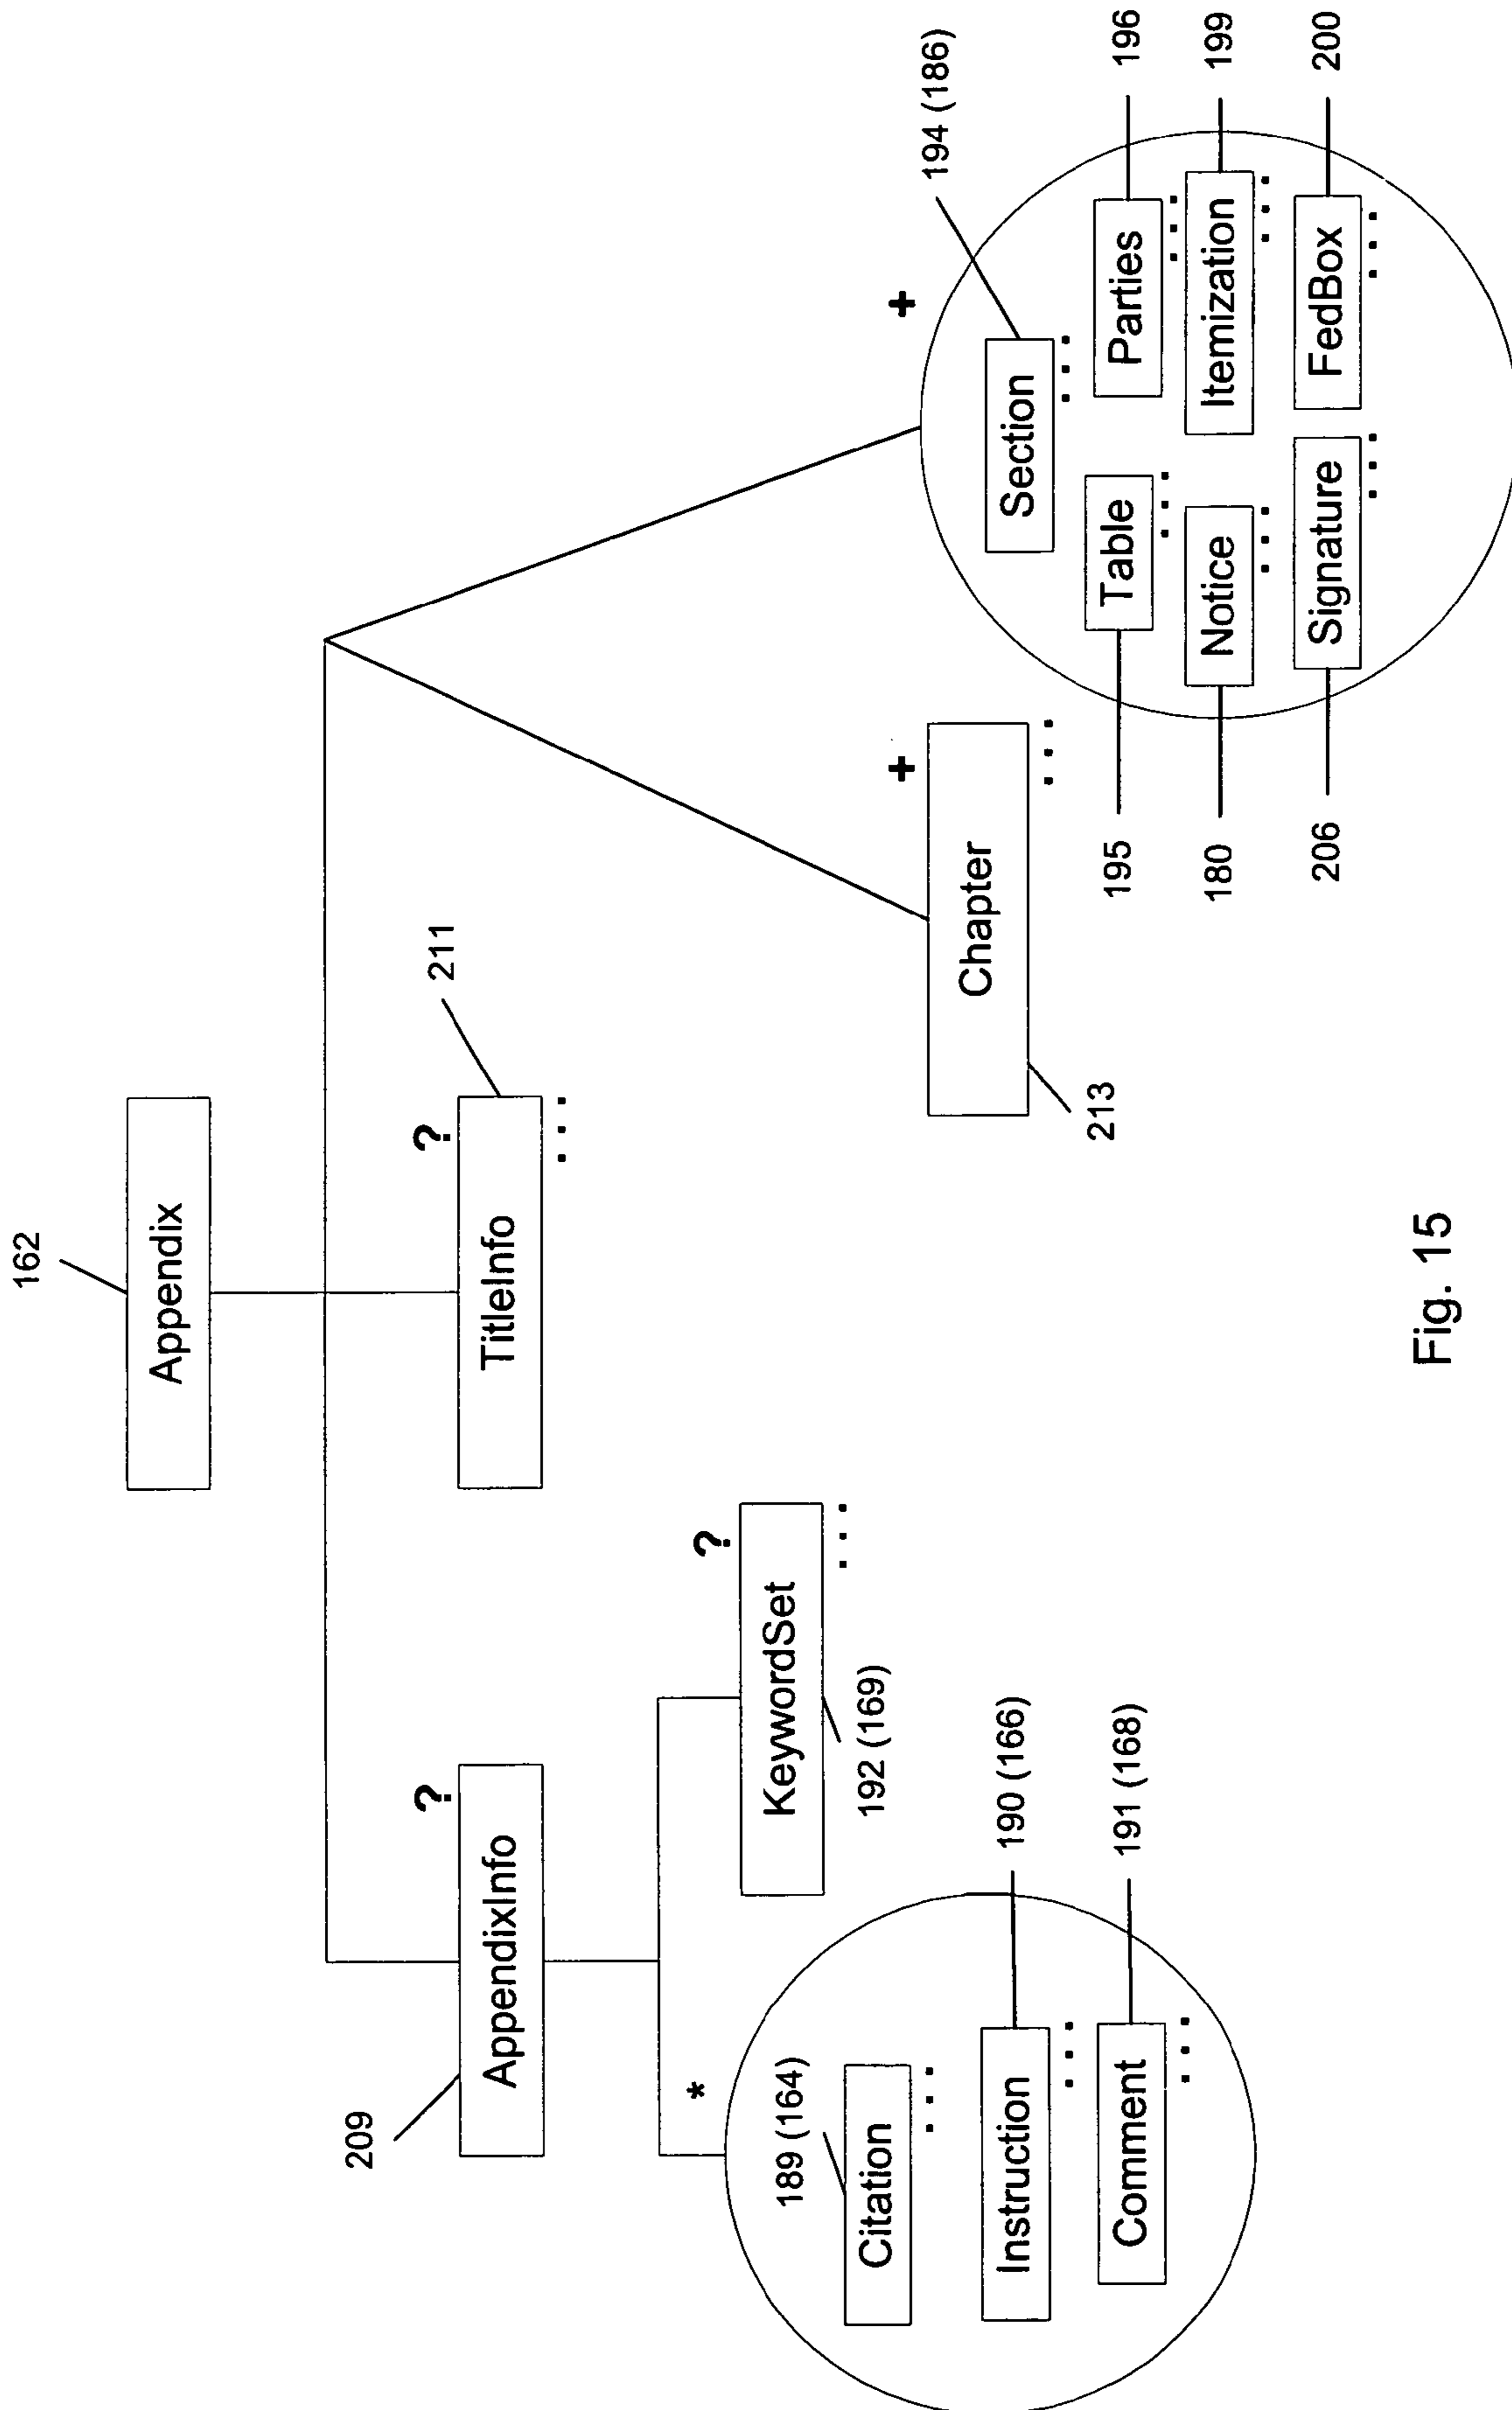 162
Appendix
209
AppendixInfo
?
TitleInfo
?
211
*
KeywordSet
?
192 (169)
189 (164)
Citation
. . .
Instruction
190 (166)
. . .
Comment
191 (168)
. . .
. . .
. . .
Chapter
+
. . .
213
+
194 (186)
Section
. . .
195
Table
. . .
Parties
196
. . .
180
Notice
. . .
Itemization
199
. . .
206
Signature
. . .
FedBox
200
. . .
Fig. 15